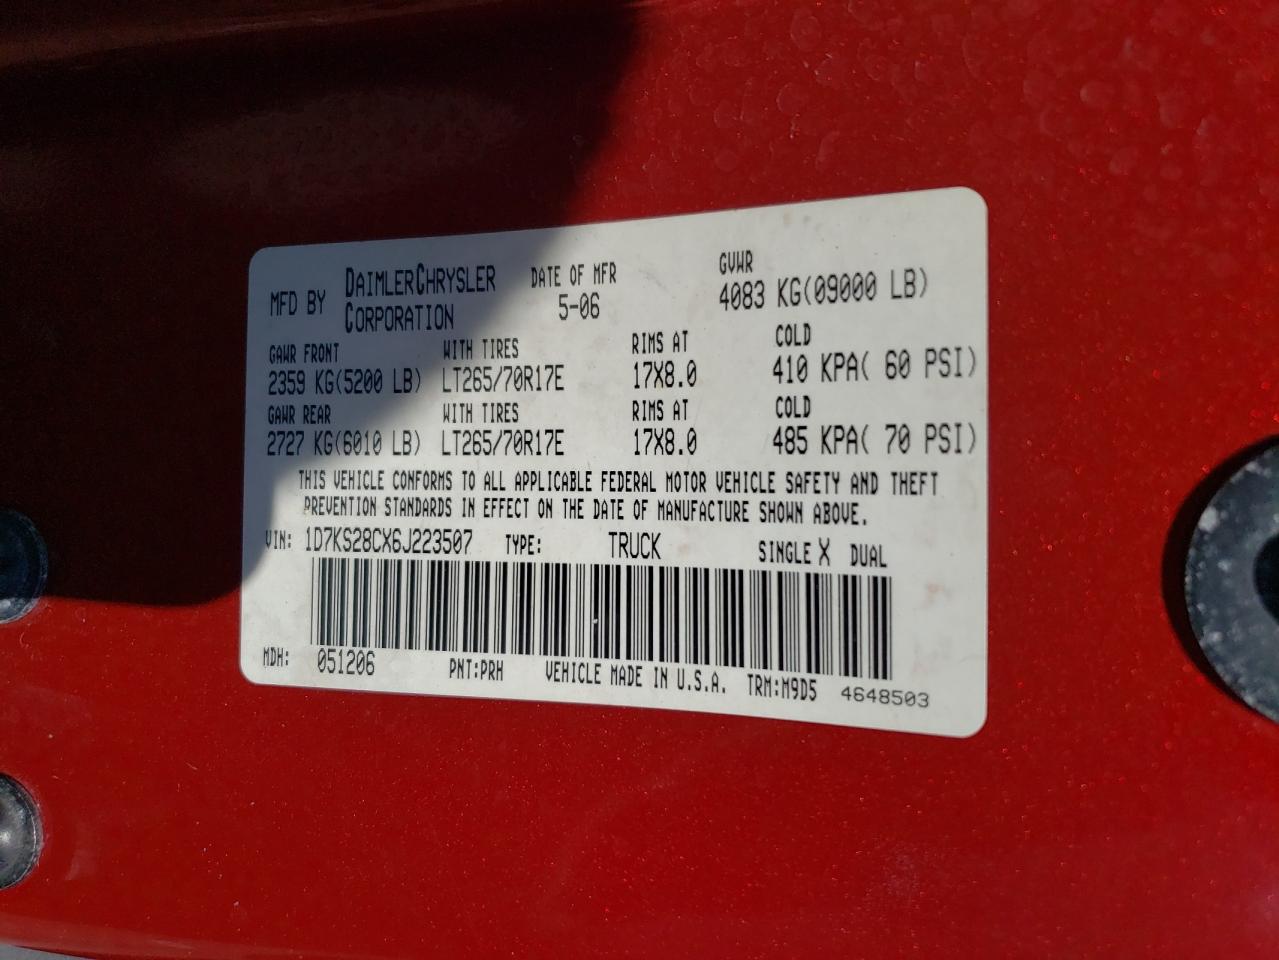 MFD BY DAIMLERCHRYSLER CORPORATION DATE OF MFR 5-06 GVWR 4083 KG(09000 LB)
GAWR FRONT WITH TIRES RIMS AT COLD
2359 KG(5200 LB) LT265/70R17E 17X8.0 410 KPA( 60 PSI)
GAWR REAR WITH TIRES RIMS AT COLD
2727 KG(6010 LB) LT265/70R17E 17X8.0 485 KPA( 70 PSI)
THIS VEHICLE CONFORMS TO ALL APPLICABLE FEDERAL MOTOR VEHICLE SAFETY AND THEFT
PREVENTION STANDARDS IN EFFECT ON THE DATE OF MANUFACTURE SHOWN ABOVE.
VIN: 1D7KS28CX6J223507 TYPE: TRUCK SINGLE X DUAL
MDH: 051206 PNT:PRH VEHICLE MADE IN U.S.A. TRM:M9D5 4648503